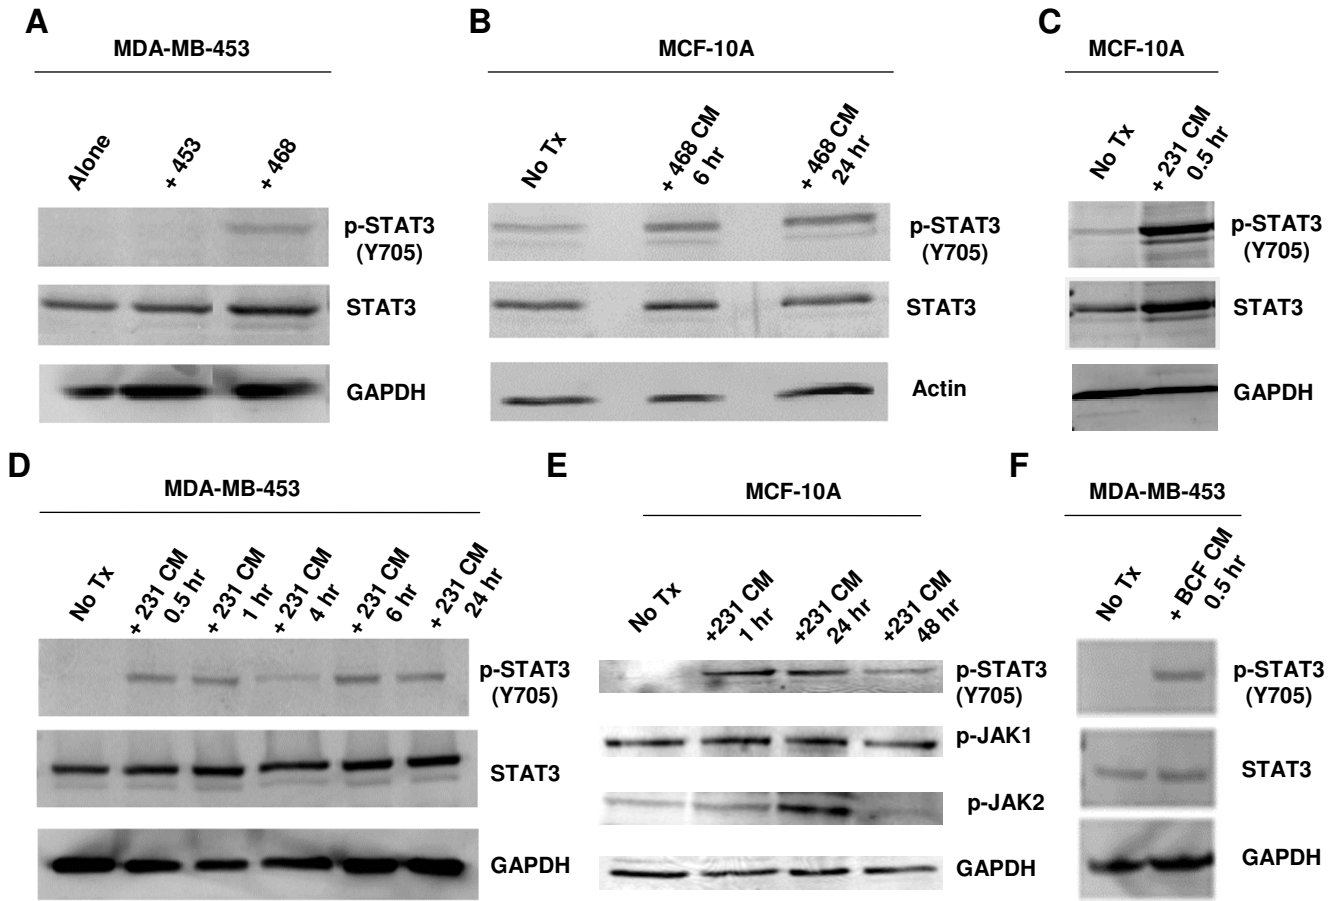 A
MDA-MB-453
Alone
+ 453
+ 468
p-STAT3
(Y705)
STAT3
GAPDH
B
MCF-10A
No Tx
+ 468 CM
6 hr
+ 468 CM
24 hr
p-STAT3
(Y705)
STAT3
Actin
C
MCF-10A
No Tx
+ 231 CM
0.5 hr
p-STAT3
(Y705)
STAT3
GAPDH
D
MDA-MB-453
No Tx
+ 231 CM
0.5 hr
+ 231 CM
1 hr
+ 231 CM
4 hr
+ 231 CM
6 hr
+ 231 CM
24 hr
p-STAT3
(Y705)
STAT3
GAPDH
E
MCF-10A
No Tx
+231 CM
1 hr
+231 CM
24 hr
+231 CM
48 hr
p-STAT3
(Y705)
p-JAK1
p-JAK2
GAPDH
F
MDA-MB-453
No Tx
+ BCF CM
0.5 hr
p-STAT3
(Y705)
STAT3
GAPDH